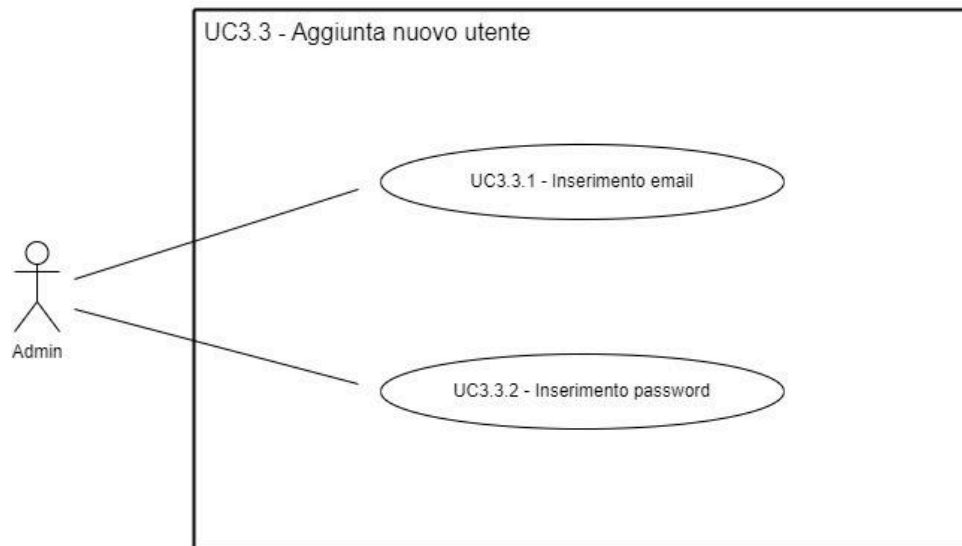 UC3.3 - Aggiunta nuovo utente
UC3.3.1 - Inserimento email
Admin
UC3.3.2 - Inserimento password